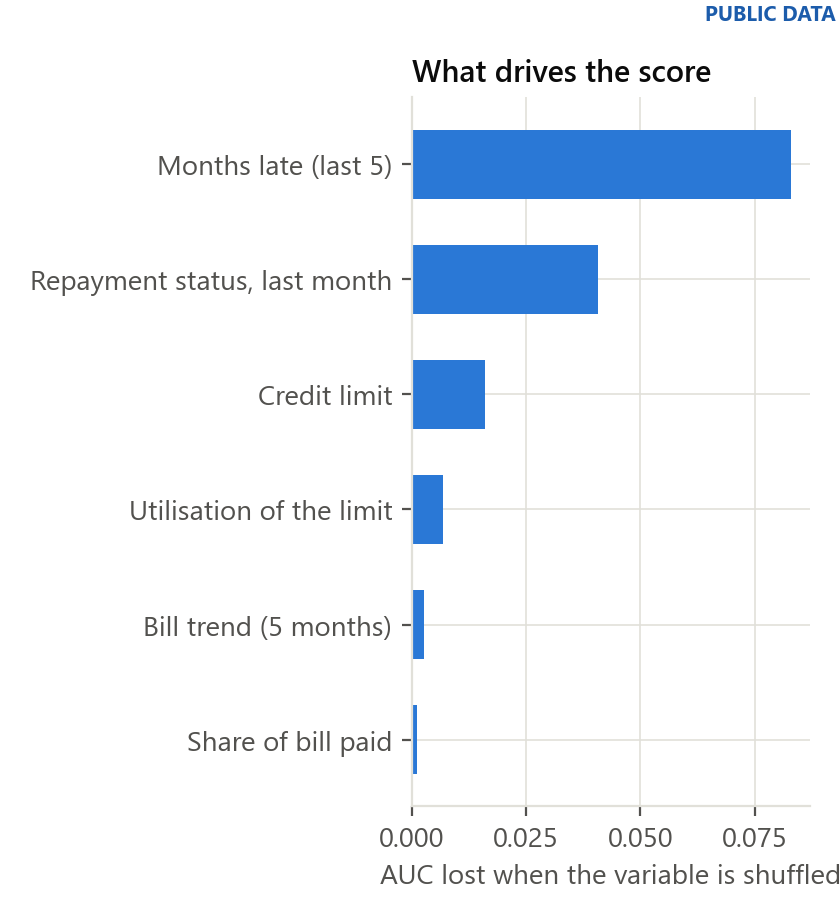 PUBLIC DATA
What drives the score
Months late (last 5)
Repayment status, last month
Credit limit
Utilisation of the limit
Bill trend (5 months)
Share of bill paid
0.000 0.025 0.050 0.075
AUC lost when the variable is shuffled